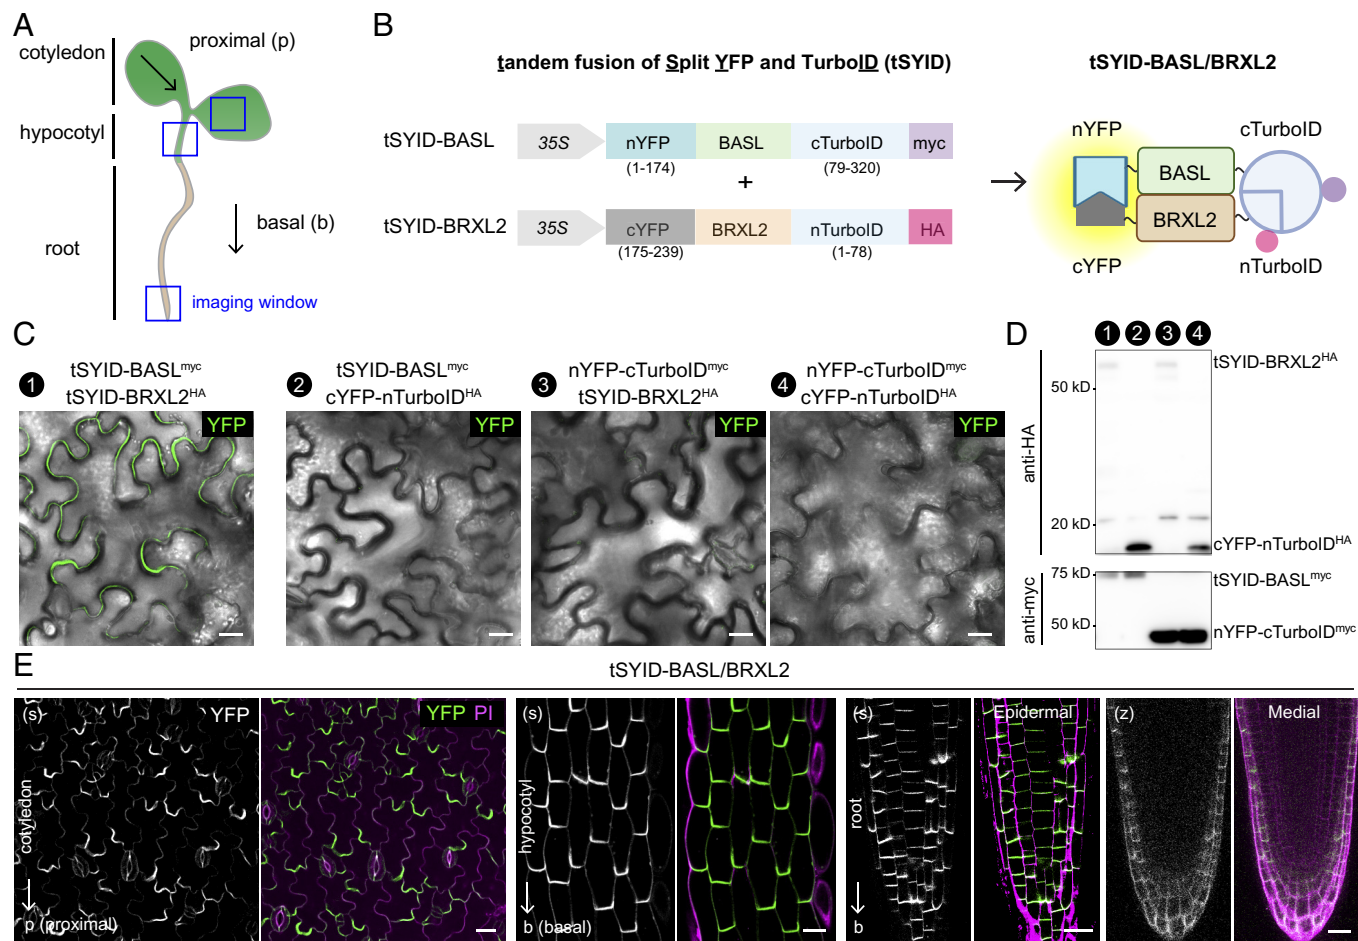 A
cotyledon
proximal (p)
hypocotyl
root
basal (b)
imaging window
B
tandem fusion of Split YFP and TurboID (tSYID)
tSYID-BASL/BRXL2
tSYID-BASL
35S
nYFP
BASL
cTurboID
myc
(1-174)
(79-320)
+
tSYID-BRXL2
35S
cYFP
BRXL2
nTurboID
HA
(175-239)
(1-78)
nYFP
cTurboID
BASL
BRXL2
cYFP
nTurboID
C
1
tSYID-BASLmyc
tSYID-BRXL2HA
YFP
2
tSYID-BASLmyc
cYFP-nTurboIDHA
YFP
3
nYFP-cTurboIDmyc
tSYID-BRXL2HA
YFP
4
nYFP-cTurboIDmyc
cYFP-nTurboIDHA
YFP
D
1 2 3 4
anti-HA
50 kD
20 kD
tSYID-BRXL2HA
cYFP-nTurboIDHA
anti-myc
75 kD
50 kD
tSYID-BASLmyc
nYFP-cTurboIDmyc
E
tSYID-BASL/BRXL2
(s)
YFP
YFP PI
cotyledon
p (proximal)
(s)
hypocotyl
b (basal)
(s)
Epidermal
root
b
(z)
Medial